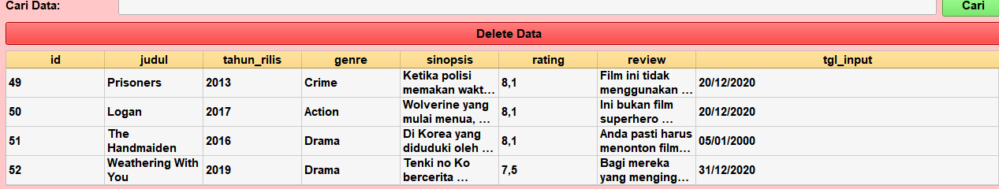 Cari Data: Cari
Delete Data
id judul tahun_rilis genre sinopsis rating review tgl_input
49 Prisoners 2013 Crime Ketika polisi memakan wakt... 8,1 Film ini tidak menggunakan ... 20/12/2020
50 Logan 2017 Action Wolverine yang mulai menua, ... 8,1 Ini bukan film superhero ... 20/12/2020
51 The Handmaiden 2016 Drama Di Korea yang diduduki oleh ... 8,1 Anda pasti harus menonton film... 05/01/2000
52 Weathering With You 2019 Drama Tenki no Ko bercerita ... 7,5 Bagi mereka yang menging... 31/12/2020